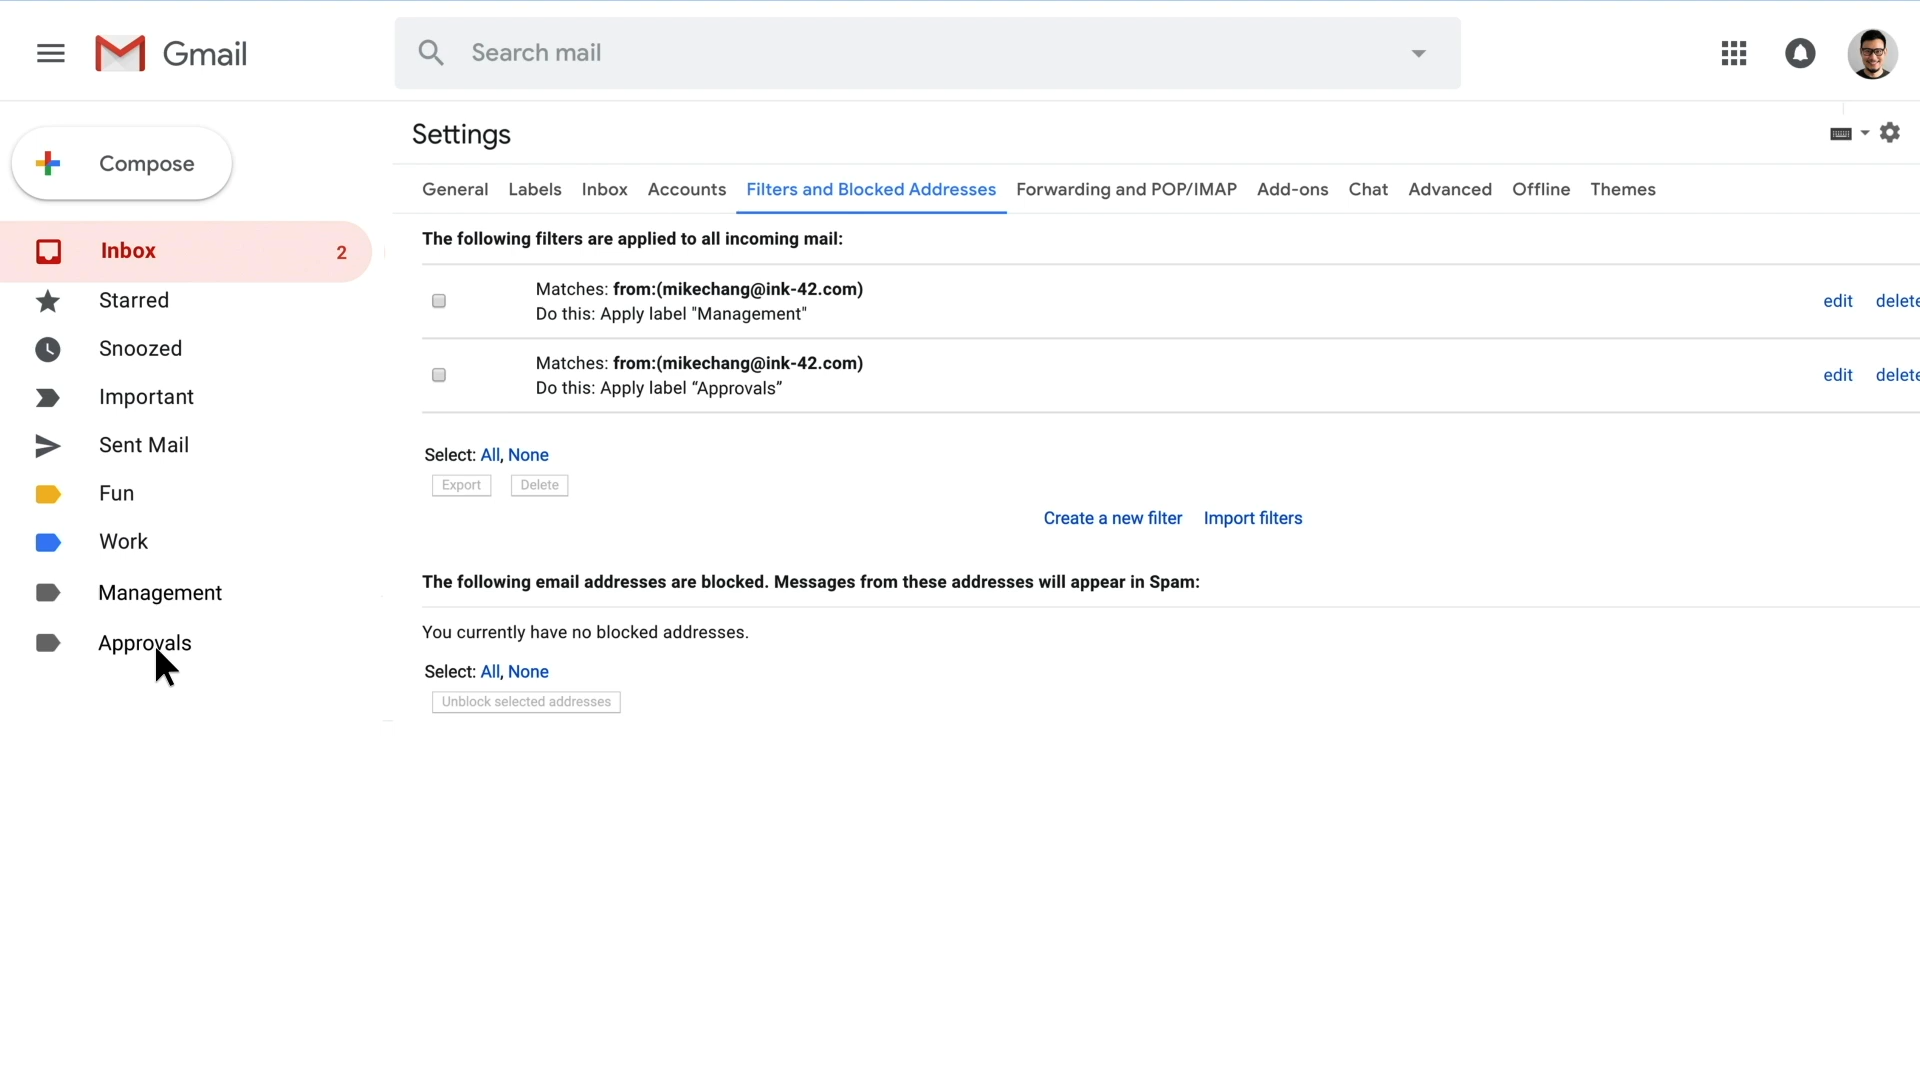 Gmail
Search mail
Compose
Inbox 2
Starred
Snoozed
Important
Sent Mail
Fun
Work
Management
Approvals
Settings
General Labels Inbox Accounts Filters and Blocked Addresses Forwarding and POP/IMAP Add-ons Chat Advanced Offline Themes
The following filters are applied to all incoming mail:
Matches: from:(mikechang@ink-42.com)
Do this: Apply label "Management"
edit delete
Matches: from:(mikechang@ink-42.com)
Do this: Apply label “Approvals”
edit delete
Select: All, None
Export Delete
Create a new filter Import filters
The following email addresses are blocked. Messages from these addresses will appear in Spam:
You currently have no blocked addresses.
Select: All, None
Unblock selected addresses